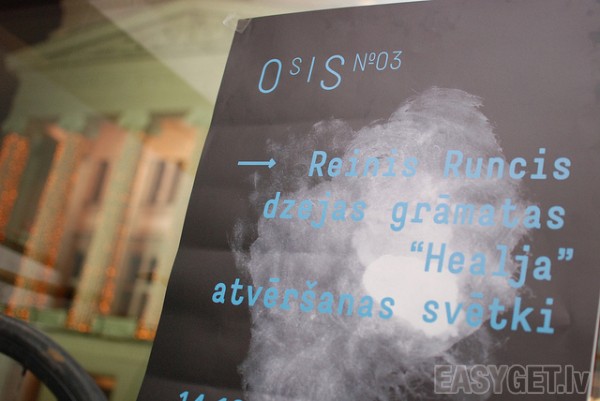 OSIS №03
→ Reinis Runcis
dzejas grāmatas
“Healja”
atvēršanas svētki
EASYGET.lv